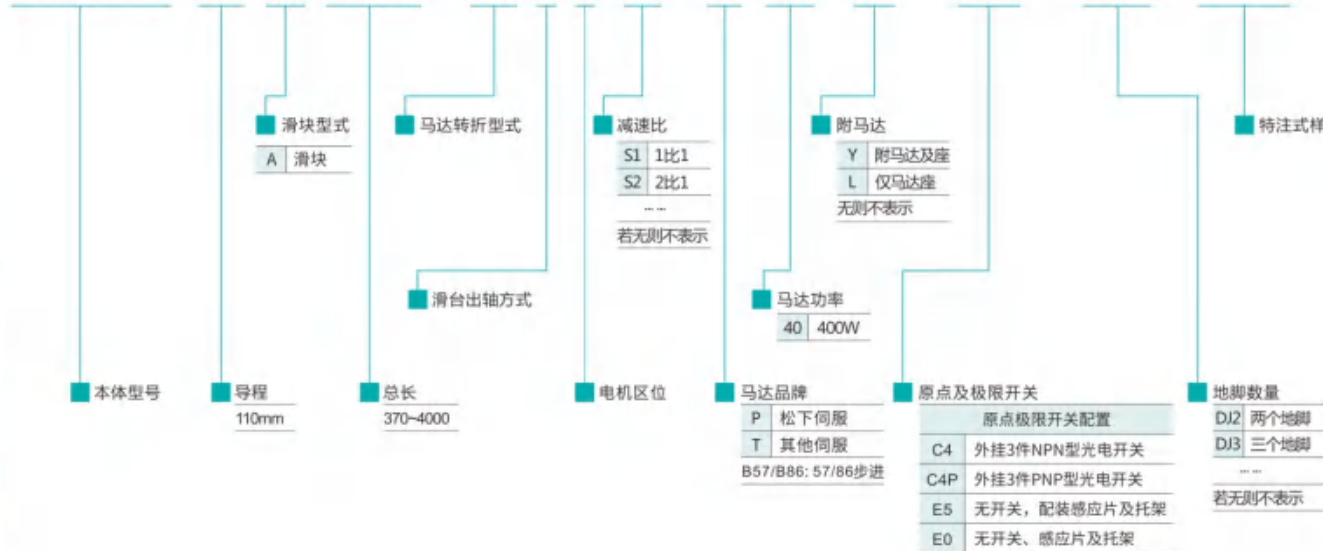 滑块型式
A 滑块
马达转折型式
减速比
S1 1比1
S2 2比1
... ...
若无则不表示
附马达
Y 附马达及座
L 仅马达座
无则不表示
特注式样
滑台出轴方式
马达功率
40 400W
本体型号
导程
110mm
总长
370~4000
电机区位
马达品牌
P 松下伺服
T 其他伺服
B57/B86: 57/86步进
原点及极限开关
原点极限开关配置
C4 外挂3件NPN型光电开关
C4P 外挂3件PNP型光电开关
E5 无开关，配装感应片及托架
E0 无开关、感应片及托架
地脚数量
DJ2 两个地脚
DJ3 三个地脚
... ...
若无则不表示